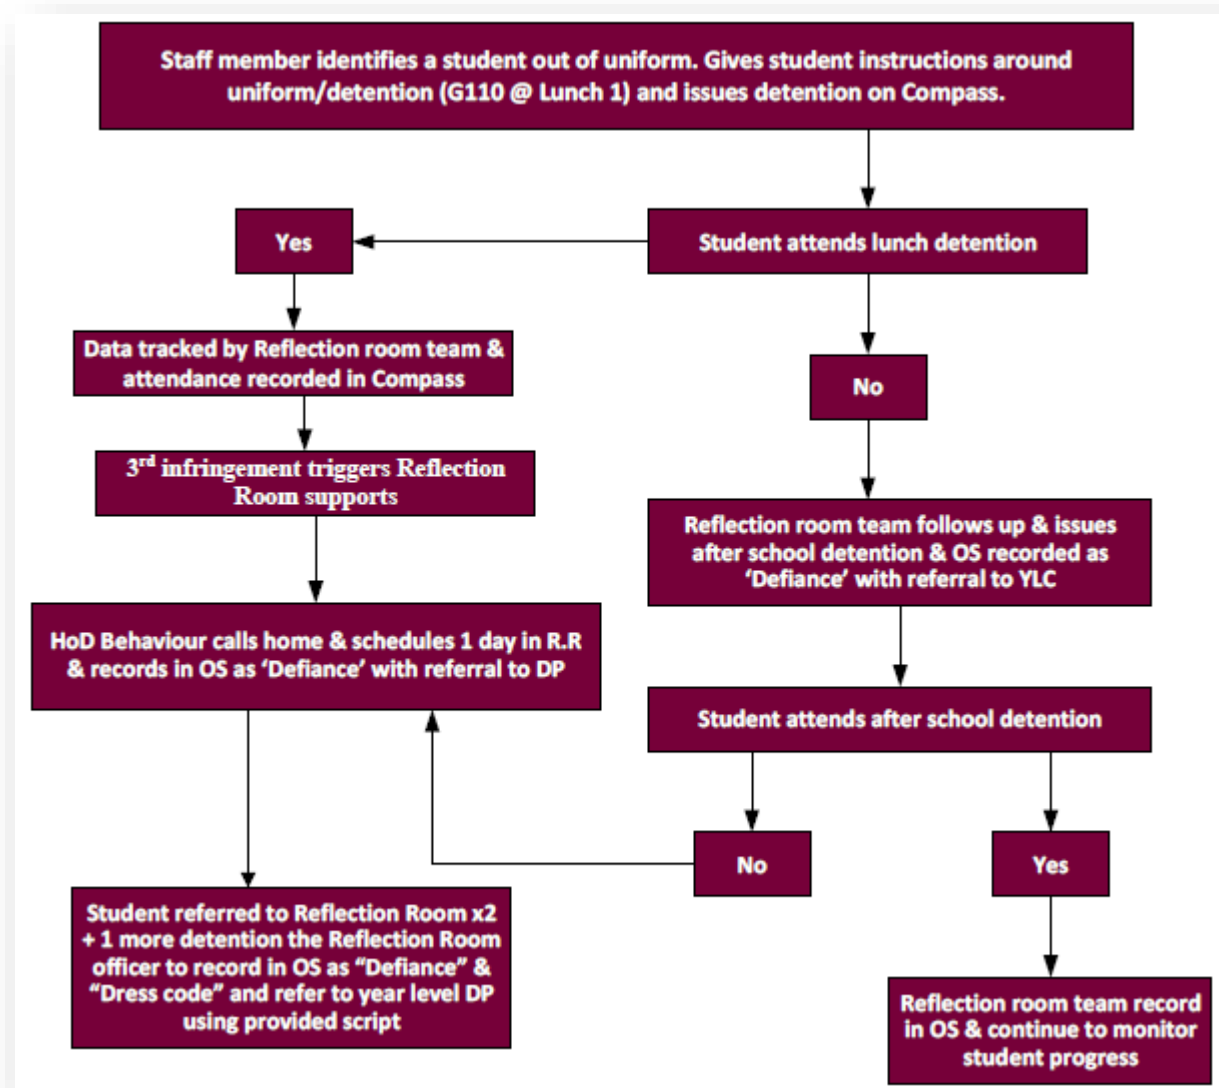 Staff member identifies a student out of uniform. Gives student instructions around
uniform/detention (G110 @ Lunch 1) and issues detention on Compass.
Yes
Student attends lunch detention
Data tracked by Reflection room team &
attendance recorded in Compass
No
3rd infringement triggers Reflection
Room supports
Reflection room team follows up & issues
after school detention & OS recorded as
‘Defiance’ with referral to YLC
HoD Behaviour calls home & schedules 1 day in R.R
& records in OS as ‘Defiance’ with referral to DP
Student attends after school detention
No
Yes
Student referred to Reflection Room x2
+ 1 more detention the Reflection Room
officer to record in OS as “Defiance” &
“Dress code” and refer to year level DP
using provided script
Reflection room team record
in OS & continue to monitor
student progress